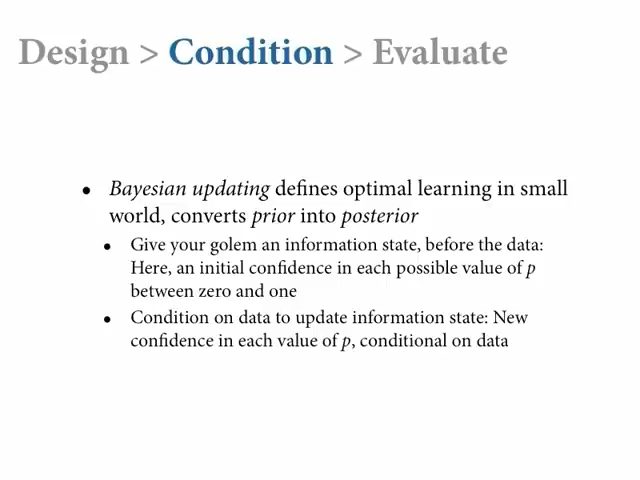 Design > Condition > Evaluate
• Bayesian updating defines optimal learning in small
world, converts prior into posterior
• Give your golem an information state, before the data:
Here, an initial confidence in each possible value of p
between zero and one
• Condition on data to update information state: New
confidence in each value of p, conditional on data